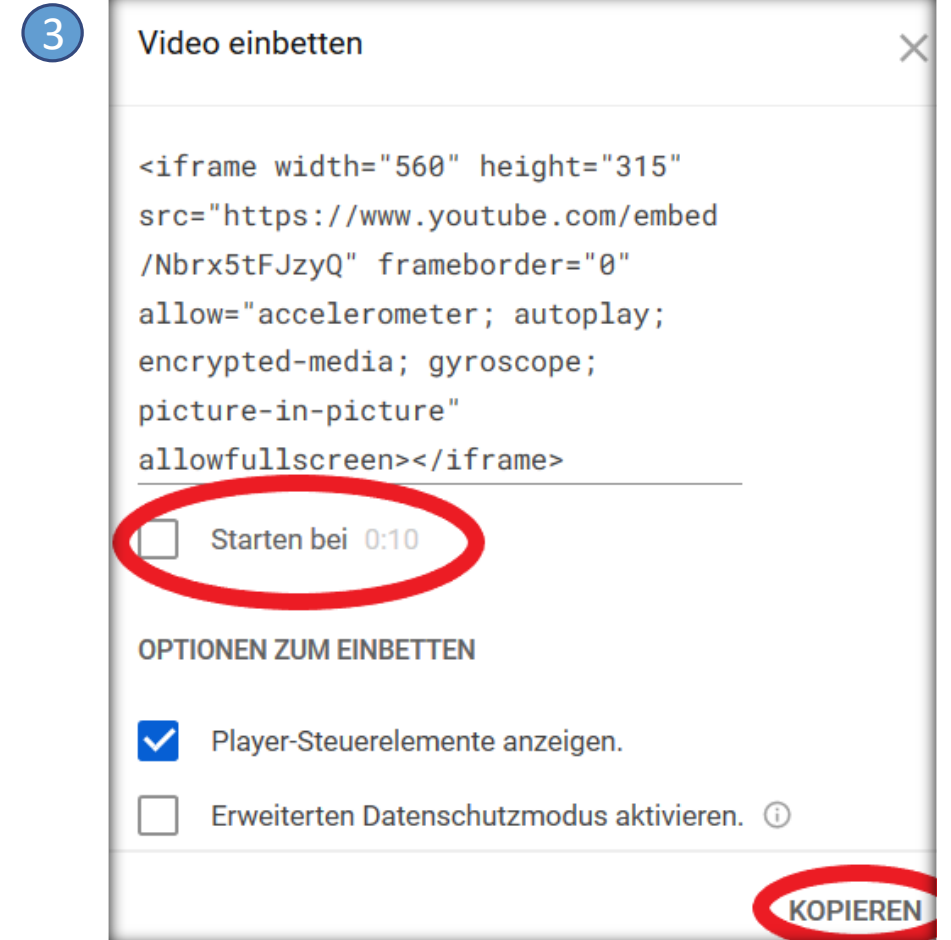 3
Video einbetten
<iframe width="560" height="315"
src="https://www.youtube.com/embed
/Nbrx5tFJzyQ" frameborder="0"
allow="accelerometer; autoplay;
encrypted-media; gyroscope;
picture-in-picture"
allowfullscreen></iframe>
Starten bei 0:10
OPTIONEN ZUM EINBETTEN
Player-Steuerelemente anzeigen.
Erweiterten Datenschutzmodus aktivieren.
KOPIEREN